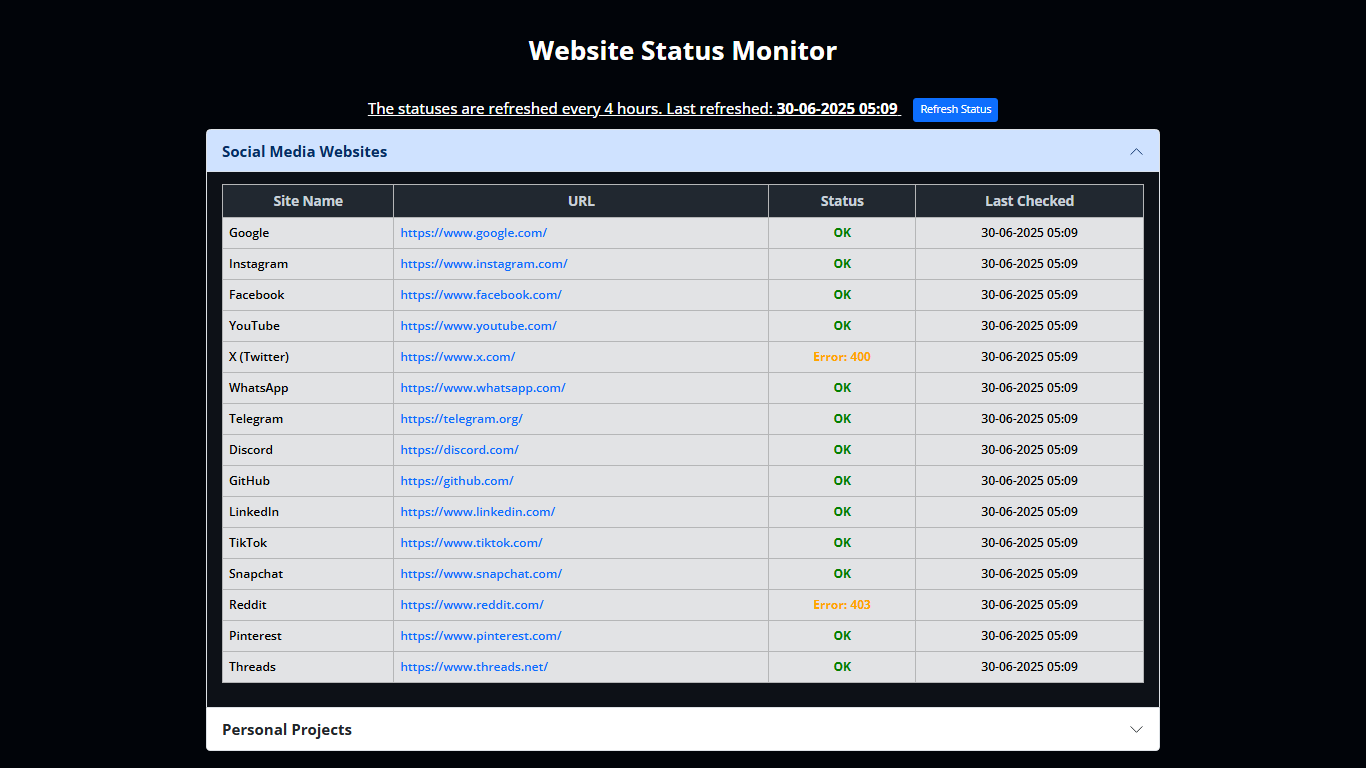 Website Status Monitor
The statuses are refreshed every 4 hours. Last refreshed: 30-06-2025 05:09 Refresh Status
Social Media Websites
Site Name URL Status Last Checked
Google https://www.google.com/ OK 30-06-2025 05:09
Instagram https://www.instagram.com/ OK 30-06-2025 05:09
Facebook https://www.facebook.com/ OK 30-06-2025 05:09
YouTube https://www.youtube.com/ OK 30-06-2025 05:09
X (Twitter) https://www.x.com/ Error: 400 30-06-2025 05:09
WhatsApp https://www.whatsapp.com/ OK 30-06-2025 05:09
Telegram https://telegram.org/ OK 30-06-2025 05:09
Discord https://discord.com/ OK 30-06-2025 05:09
GitHub https://github.com/ OK 30-06-2025 05:09
LinkedIn https://www.linkedin.com/ OK 30-06-2025 05:09
TikTok https://www.tiktok.com/ OK 30-06-2025 05:09
Snapchat https://www.snapchat.com/ OK 30-06-2025 05:09
Reddit https://www.reddit.com/ Error: 403 30-06-2025 05:09
Pinterest https://www.pinterest.com/ OK 30-06-2025 05:09
Threads https://www.threads.net/ OK 30-06-2025 05:09
Personal Projects